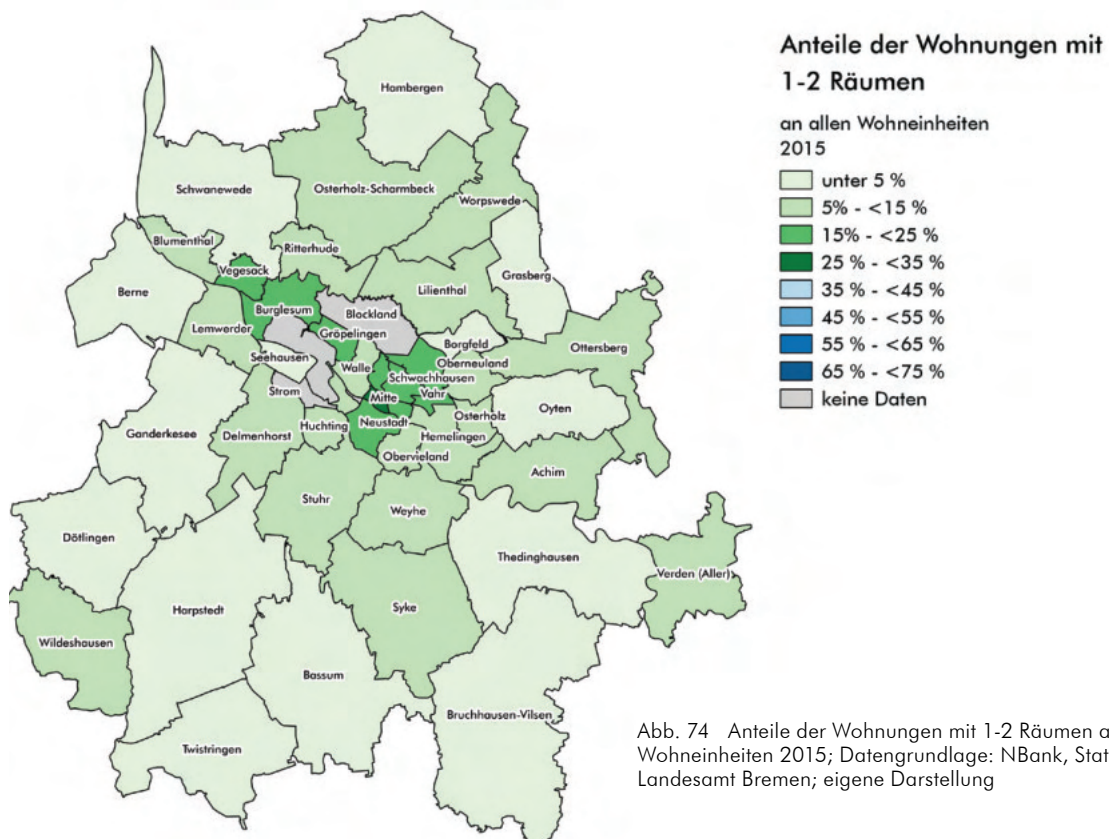 Hambergen
Schwanewede
Osterholz-Scharmbeck
Worpswede
Blumenthal
Ritterhude
Vegesack
Grasberg
Berne
Lilienthal
Burglesum
Blockland
Lemwerder
Gröpelingen
Borgfeld
Ottersberg
Seehausen
Oberneuland
Walle
Schwachhausen
Strom
Vahr
Mitte
Oyten
Osterholz
Neustadt
Huchting
Ganderkesee
Delmenhorst
Hemelingen
Obervieland
Achim
Stuhr
Weyhe
Dötlingen
Thedinghausen
Verden (Aller)
Syke
Harpstedt
Wildeshausen
Bassum
Bruchhausen-Vilsen
Twistringen
Anteile der Wohnungen mit
1-2 Räumen
an allen Wohneinheiten
2015
unter 5 %
5% - <15 %
15% - <25 %
25 % - <35 %
35 % - <45 %
45 % - <55 %
55 % - <65 %
65 % - <75 %
keine Daten
Abb. 74 Anteile der Wohnungen mit 1-2 Räumen a
Wohneinheiten 2015; Datengrundlage: NBank, Stat
Landesamt Bremen; eigene Darstellung